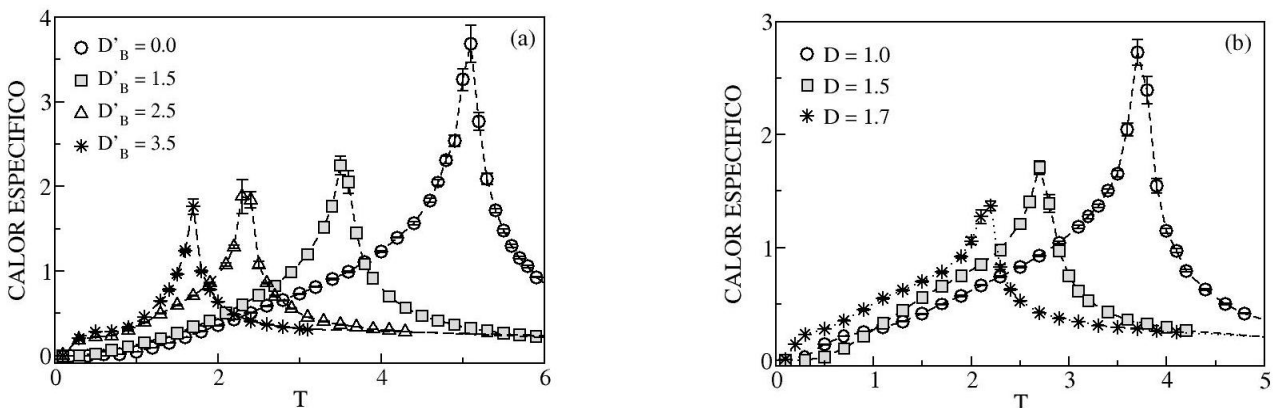 (a)
D'B = 0.0
D'B = 1.5
D'B = 2.5
D'B = 3.5
CALOR ESPECIFICO
4
3
2
1
0
0 2 4 6
T
(b)
D = 1.0
D = 1.5
D = 1.7
CALOR ESPECIFICO
3
2
1
0
0 1 2 3 4 5
T